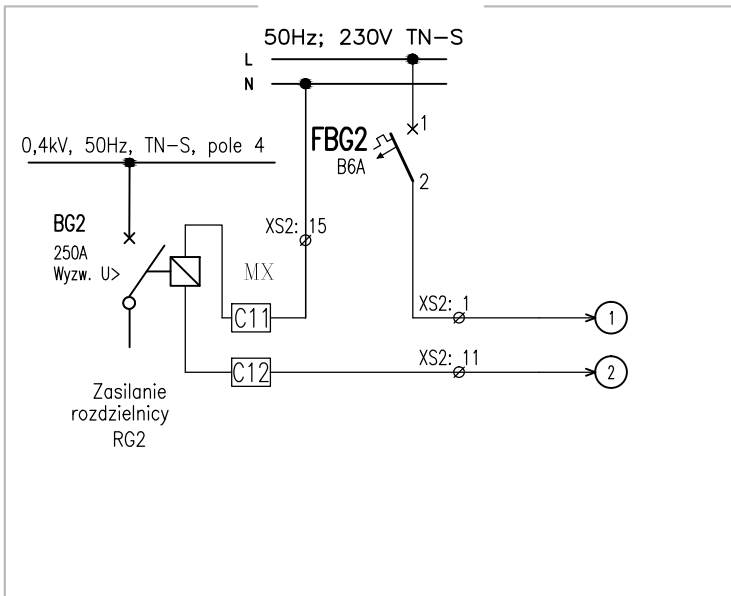 50Hz; 230V TN-S
L
N
FBG2
B6A
1
2
0,4kV, 50Hz, TN-S, pole 4
BG2
250A
Wyzw. U>
XS2: 15
MX
C11
XS2: 1
1
C12
XS2: 11
2
Zasilanie
rozdzielnicy
RG2